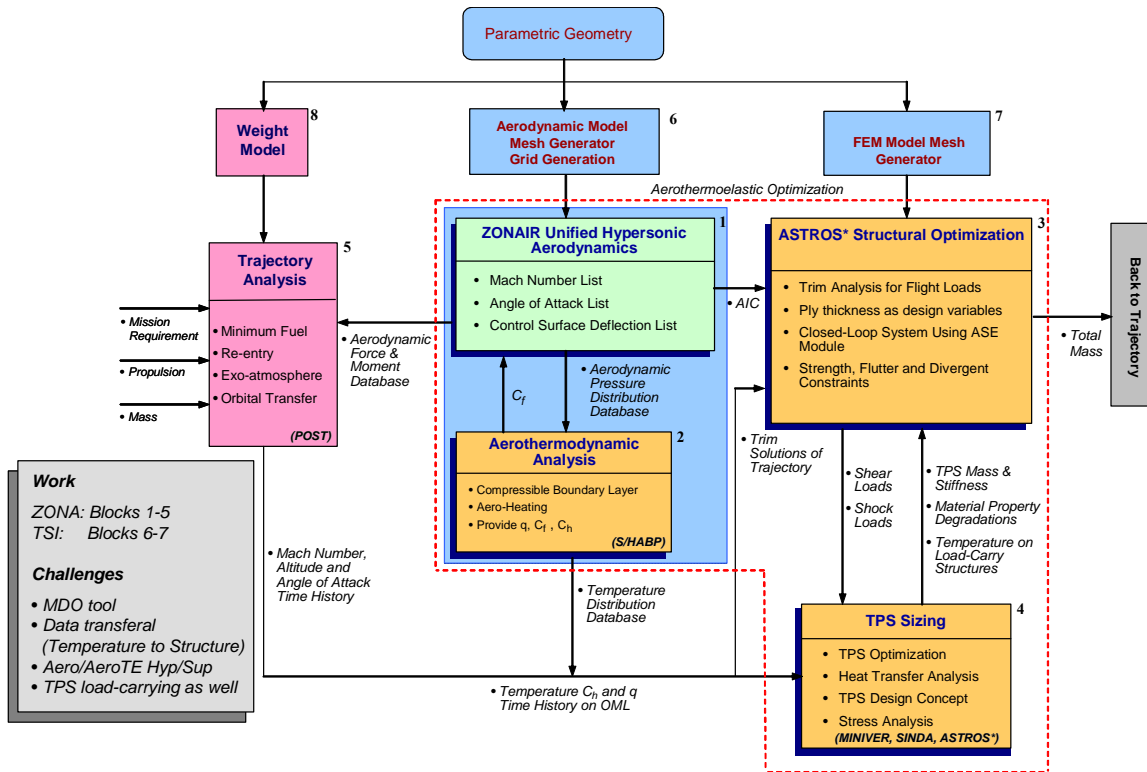 Parametric Geometry
8
Weight
Model
6
Aerodynamic Model
Mesh Generator
Grid Generation
7
FEM Model Mesh
Generator
Aerothermoelastic Optimization
5
Trajectory
Analysis
• Minimum Fuel
• Re-entry
• Exo-atmosphere
• Orbital Transfer
(POST)
• Mission
Requirement
• Propulsion
• Mass
• Aerodynamic
Force &
Moment
Database
1
ZONAIR Unified Hypersonic
Aerodynamics
• Mach Number List
• Angle of Attack List
• Control Surface Deflection List
• AIC
3
ASTROS* Structural Optimization
• Trim Analysis for Flight Loads
• Ply thickness as design variables
• Closed-Loop System Using ASE
Module
• Strength, Flutter and Divergent
Constraints
• Total
Mass
Back to Trajectory
Cf
• Aerodynamic
Pressure
Distribution
Database
2
Aerothermodynamic
Analysis
• Compressible Boundary Layer
• Aero-Heating
• Provide q, Cf , Ch
(S/HABP)
• Trim
Solutions of
Trajectory
• Shear
Loads
• Shock
Loads
• TPS Mass &
Stiffness
• Material Property
Degradations
• Temperature on
Load-Carry
Structures
Work
ZONA: Blocks 1-5
TSI: Blocks 6-7
Challenges
• MDO tool
• Data transferal
(Temperature to Structure)
• Aero/AeroTE Hyp/Sup
• TPS load-carrying as well
• Mach Number,
Altitude and
Angle of Attack
Time History
• Temperature
Distribution
Database
• Temperature Ch and q
Time History on OML
4
TPS Sizing
• TPS Optimization
• Heat Transfer Analysis
• TPS Design Concept
• Stress Analysis
(MINIVER, SINDA, ASTROS*)